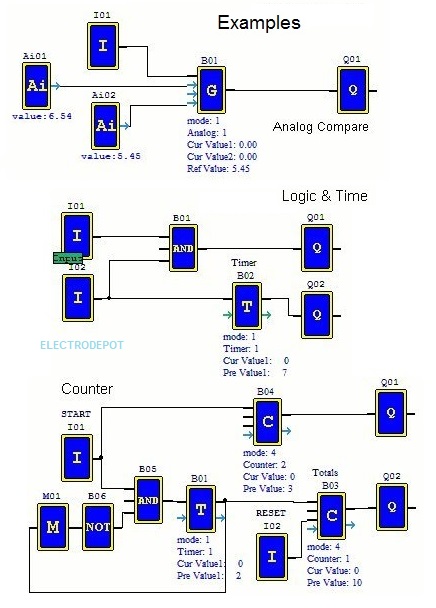 Examples
I01
I
Ai01
Ai
value:6.54
Ai02
Ai
value:5.45
B01
G
mode: 1
Analog: 1
Cur Value1: 0.00
Cur Value2: 0.00
Ref Value: 5.45
Q01
Q
Analog Compare
Logic & Time
I01
I
Input
I02
I
B01
AND
Q01
Q
Timer
B02
T
mode: 1
Timer: 1
Cur Value1: 0
Pre Value1: 7
Q02
Q
ELECTRODEPOT
Counter
START
I01
I
B04
C
mode: 4
Counter: 2
Cur Value: 0
Pre Value: 3
Q01
Q
M01
M
B06
NOT
B05
AND
B01
T
mode: 1
Timer: 1
Cur Value1: 0
Pre Value1: 2
RESET
I02
I
Totals
B03
C
mode: 4
Counter: 1
Cur Value: 0
Pre Value: 10
Q02
Q